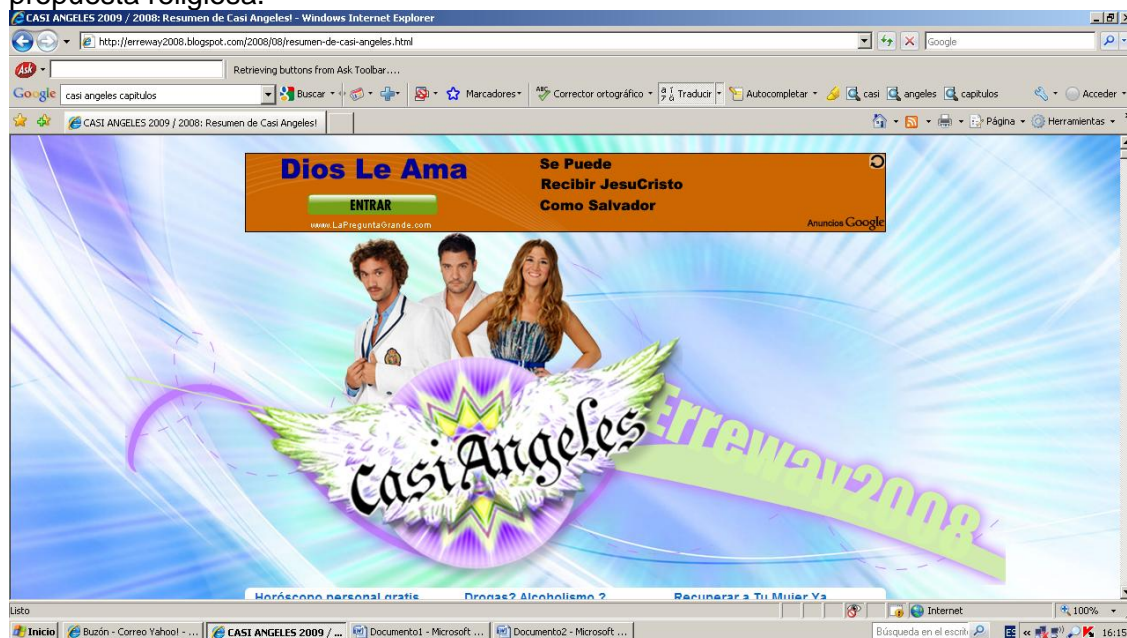 propuesta religiosa.
CASI ANGELES 2009 / 2008: Resumen de Casi Angeles! - Windows Internet Explorer
http://erreway2008.blogspot.com/2008/08/resumen-de-casi-angeles.html
Google
Ask
Retrieving buttons from Ask Toolbar....
Google casi angeles capitulos Buscar Marcadores Corrector ortográfico Traducir Autocompletar casi angeles capitulos Acceder
CASI ANGELES 2009 / 2008: Resumen de Casi Angeles! Página Herramientas
Dios Le Ama
ENTRAR
www.LaPreguntaGrande.com
Se Puede
Recibir JesuCristo
Como Salvador
Anuncios Google
CasiAngeles
Erreway2008
Horóscopo personal gratis Drogas? Alcoholismo ? Recuperar a Tu Mujer Ya
Listo Internet 100%
Inicio Buzón - Correo Yahoo! - ... CASI ANGELES 2009 / ... Documento1 - Microsoft ... Documento2 - Microsoft ... Búsqueda en el escrit ES 16:15